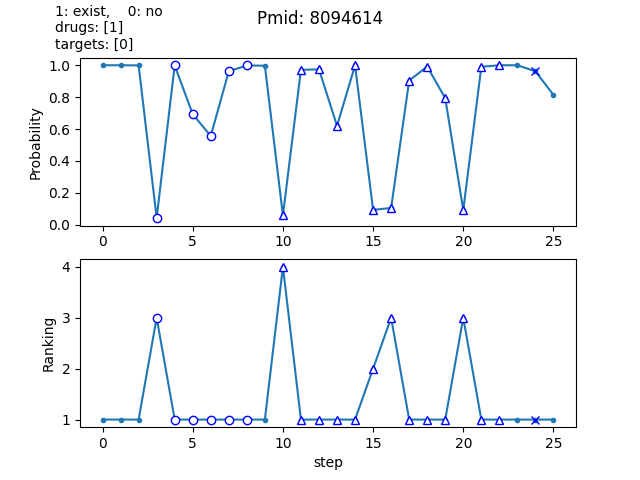 1: exist,    0: no
drugs: [1]
targets: [0]
Pmid: 8094614
1.0
0.8
0.6
0.4
0.2
0.0
Probability
0 5 10 15 20 25
4
3
2
1
Ranking
0 5 10 15 20 25
step